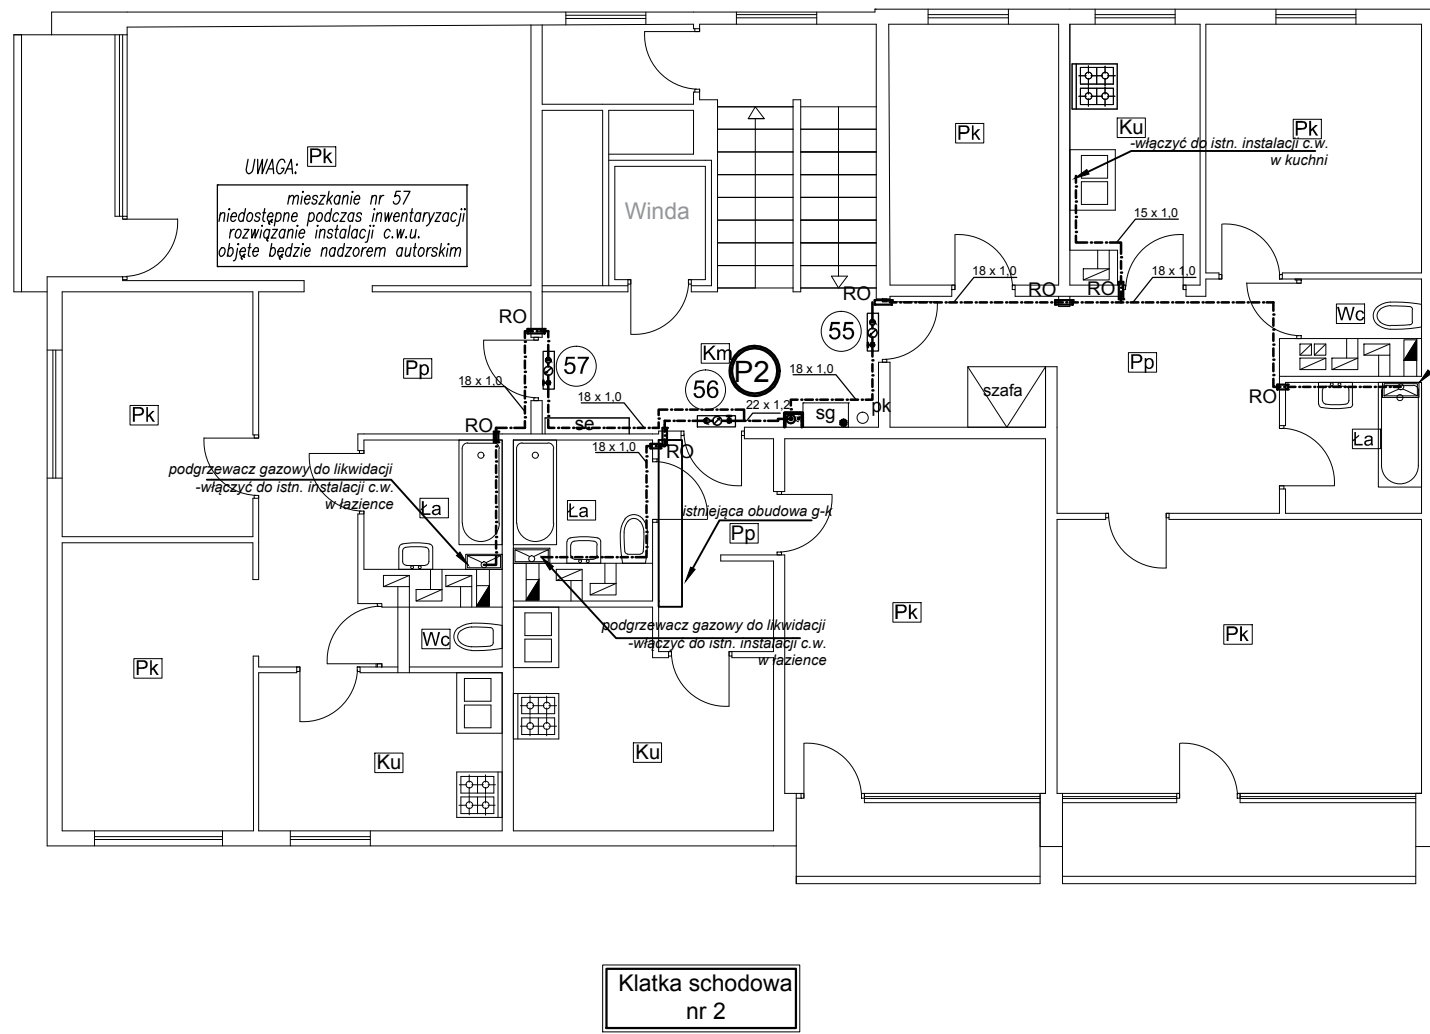 Pk
UWAGA:
mieszkanie nr 57
niedostępne podczas inwentaryzacji
rozwiązanie instalacji c.w.u.
objęte będzie nadzorem autorskim
Winda
Pk
Ku
Pk
-włączyć do istn. instalacji c.w.
w kuchni
15 x 1,0
18 x 1,0
18 x 1,0
RO
RO
RO
RO
Wc
55
57
Km
P2
Pp
Pp
18 x 1,0
18 x 1,0
56
18 x 1,0
22 x 1,2
szafa
sg
pk
se
RO
Pk
RO
18 x 1,0
RO
Ła
podgrzewacz gazowy do likwidacji
-włączyć do istn. instalacji c.w.
w łazience
Ła
Ła
istniejąca obudowa g-k
Pp
Pk
Pk
Wc
podgrzewacz gazowy do likwidacji
-włączyć do istn. instalacji c.w.
w łazience
Pk
Ku
Ku
Klatka schodowa
nr 2